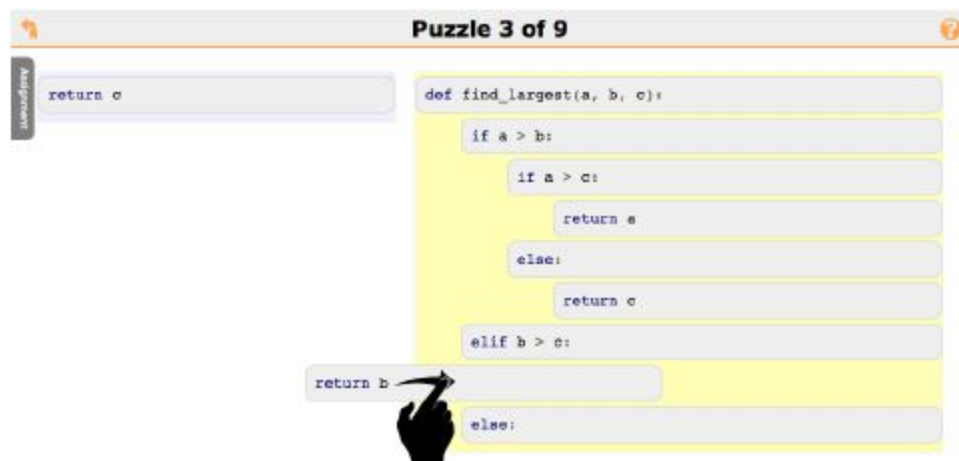 Puzzle 3 of 9
?
Assignment
return c
def find_largest(a, b, c):
if a > b:
if a > c:
return a
else:
return c
elif b > c:
return b
else: